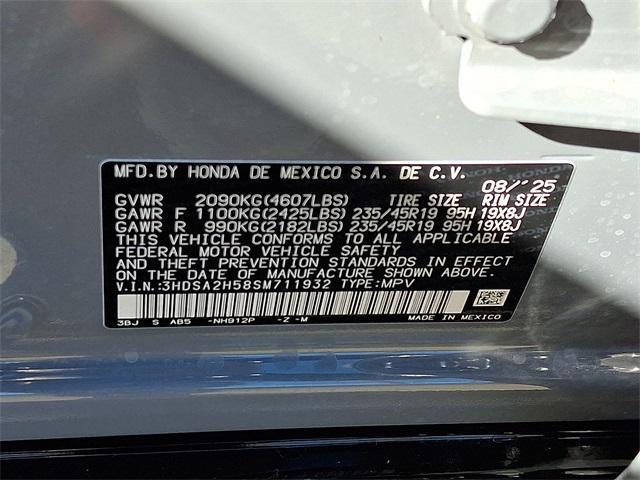 MFD.BY HONDA DE MEXICO S.A. DE C.V.
08/'25
GVWR 2090KG(4607LBS) TIRE SIZE RIM SIZE
GAWR F 1100KG(2425LBS) 235/45R19 95H 19X8J
GAWR R 990KG(2182LBS) 235/45R19 95H 19X8J
THIS VEHICLE CONFORMS TO ALL APPLICABLE
FEDERAL MOTOR VEHICLE SAFETY
AND THEFT PREVENTION STANDARDS IN EFFECT
ON THE DATE OF MANUFACTURE SHOWN ABOVE.
V.I.N.:3HDSA2H58SM711932 TYPE:MPV
3BJ S AB5 -NH912P -Z -M MADE IN MEXICO